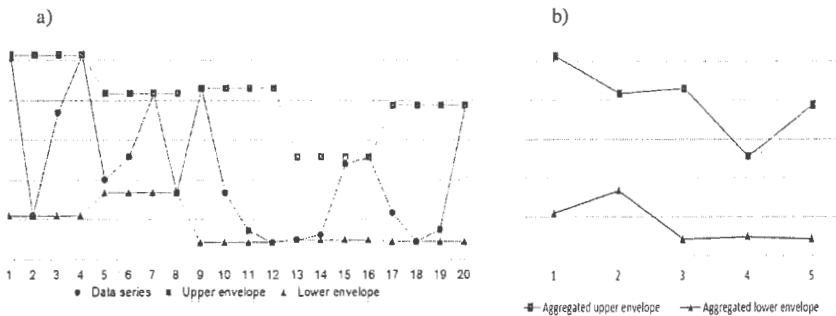 a)
b)
1 2 3 4 5 6 7 8 9 10 11 12 13 14 15 16 17 18 19 20
Data series Upper envelope Lower envelope
1 2 3 4 5
Aggregated upper envelope Aggregated lower envelope